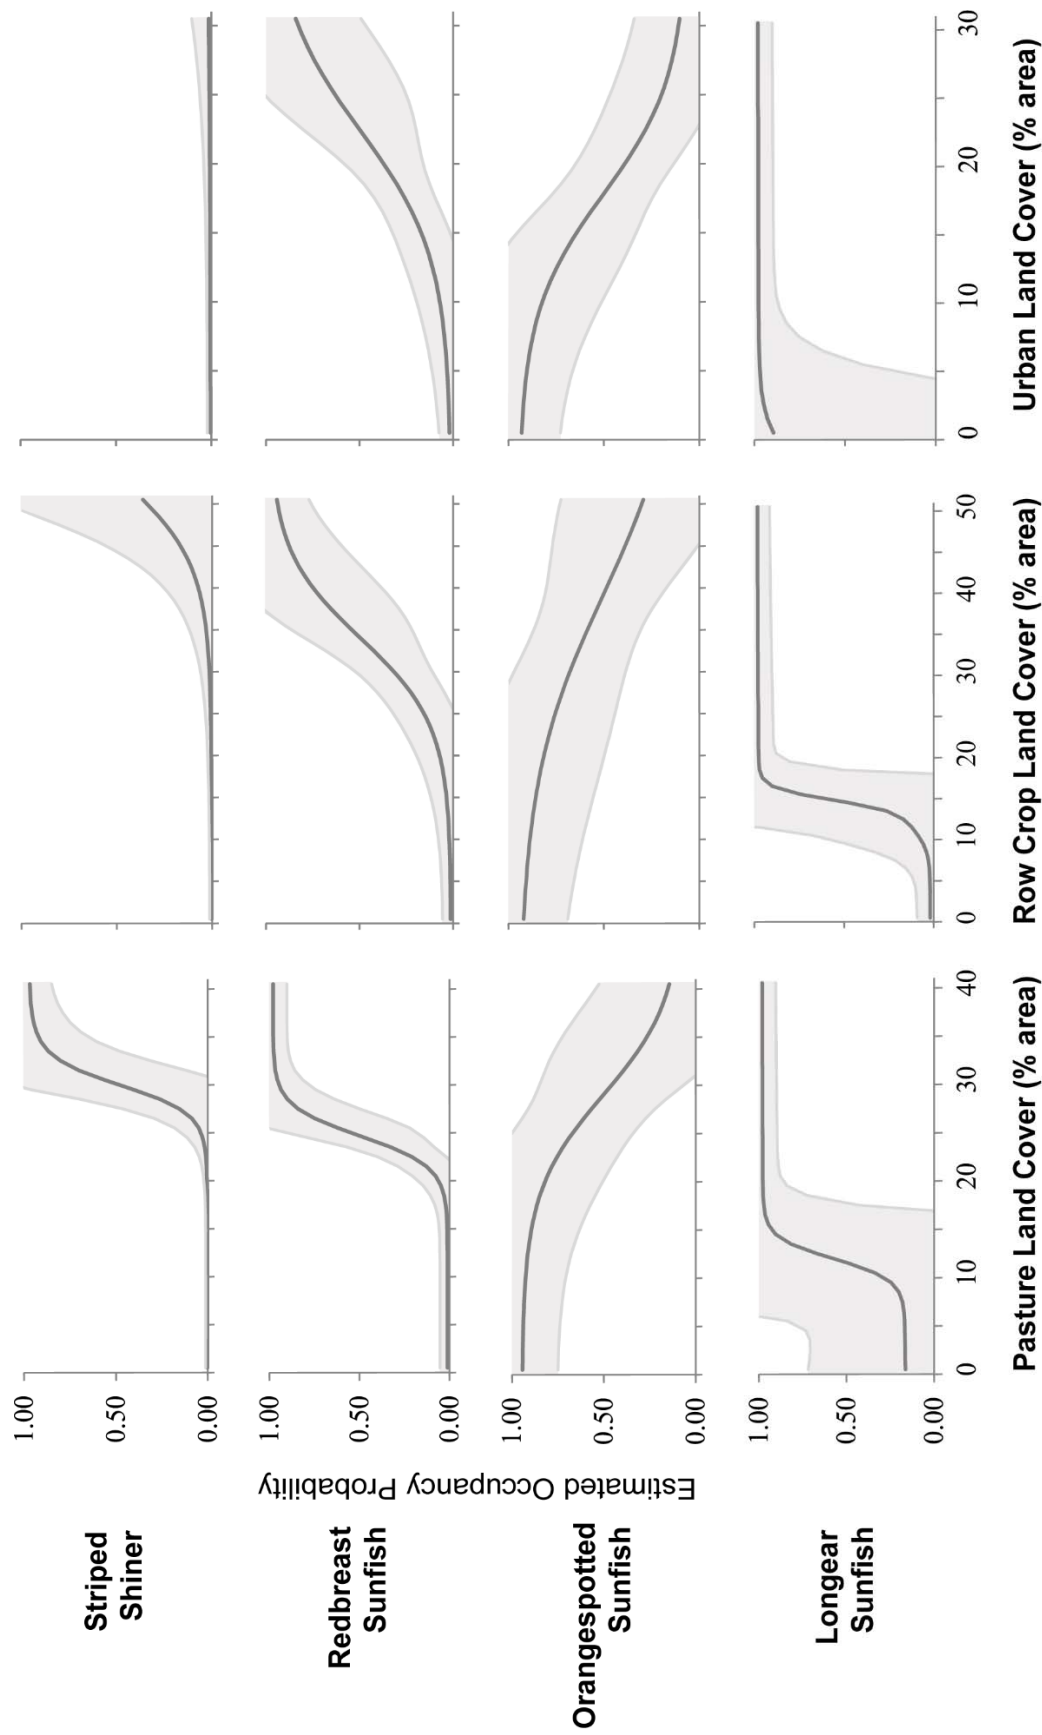 Striped
Shiner
Redbreast
Sunfish
Orangespotted
Sunfish
Longear
Sunfish
Estimated Occupancy Probability
1.00
0.50
0.00
1.00
0.50
0.00
1.00
0.50
0.00
1.00
0.50
0.00
0 10 20 30 40
0 10 20 30 40 50
0 10 20 30
Pasture Land Cover (% area)
Row Crop Land Cover (% area)
Urban Land Cover (% area)